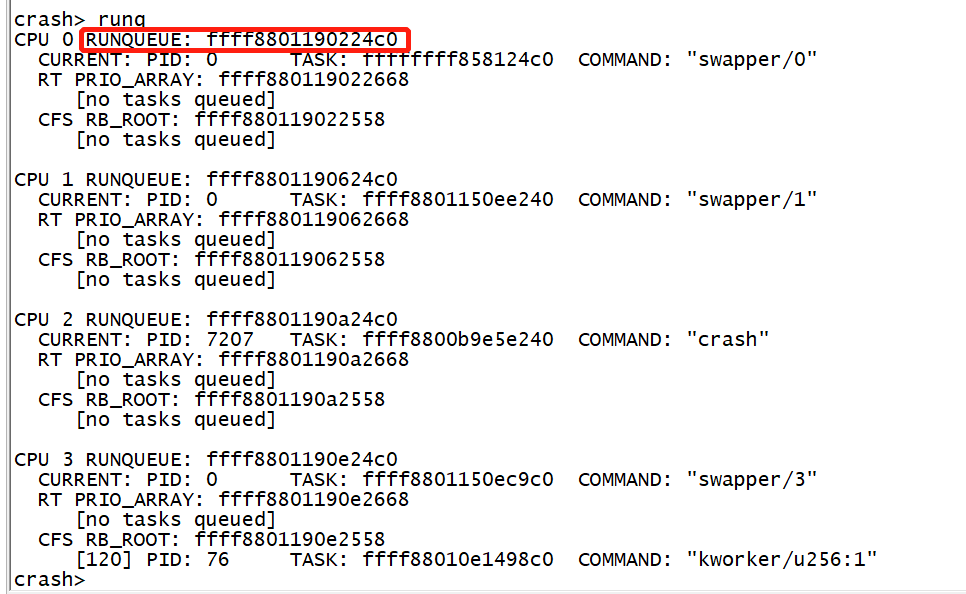 crash> runq
CPU 0 RUNQUEUE: ffff8801190224c0
CURRENT: PID: 0 TASK: ffffffff858124c0 COMMAND: "swapper/0"
RT PRIO_ARRAY: ffff880119022668
[no tasks queued]
CFS RB_ROOT: ffff880119022558
[no tasks queued]
CPU 1 RUNQUEUE: ffff8801190624c0
CURRENT: PID: 0 TASK: ffff8801150ee240 COMMAND: "swapper/1"
RT PRIO_ARRAY: ffff880119062668
[no tasks queued]
CFS RB_ROOT: ffff880119062558
[no tasks queued]
CPU 2 RUNQUEUE: ffff8801190a24c0
CURRENT: PID: 7207 TASK: ffff8800b9e5e240 COMMAND: "crash"
RT PRIO_ARRAY: ffff8801190a2668
[no tasks queued]
CFS RB_ROOT: ffff8801190a2558
[no tasks queued]
CPU 3 RUNQUEUE: ffff8801190e24c0
CURRENT: PID: 0 TASK: ffff8801150ec9c0 COMMAND: "swapper/3"
RT PRIO_ARRAY: ffff8801190e2668
[no tasks queued]
CFS RB_ROOT: ffff8801190e2558
[120] PID: 76 TASK: ffff88010e1498c0 COMMAND: "kworker/u256:1"
crash>